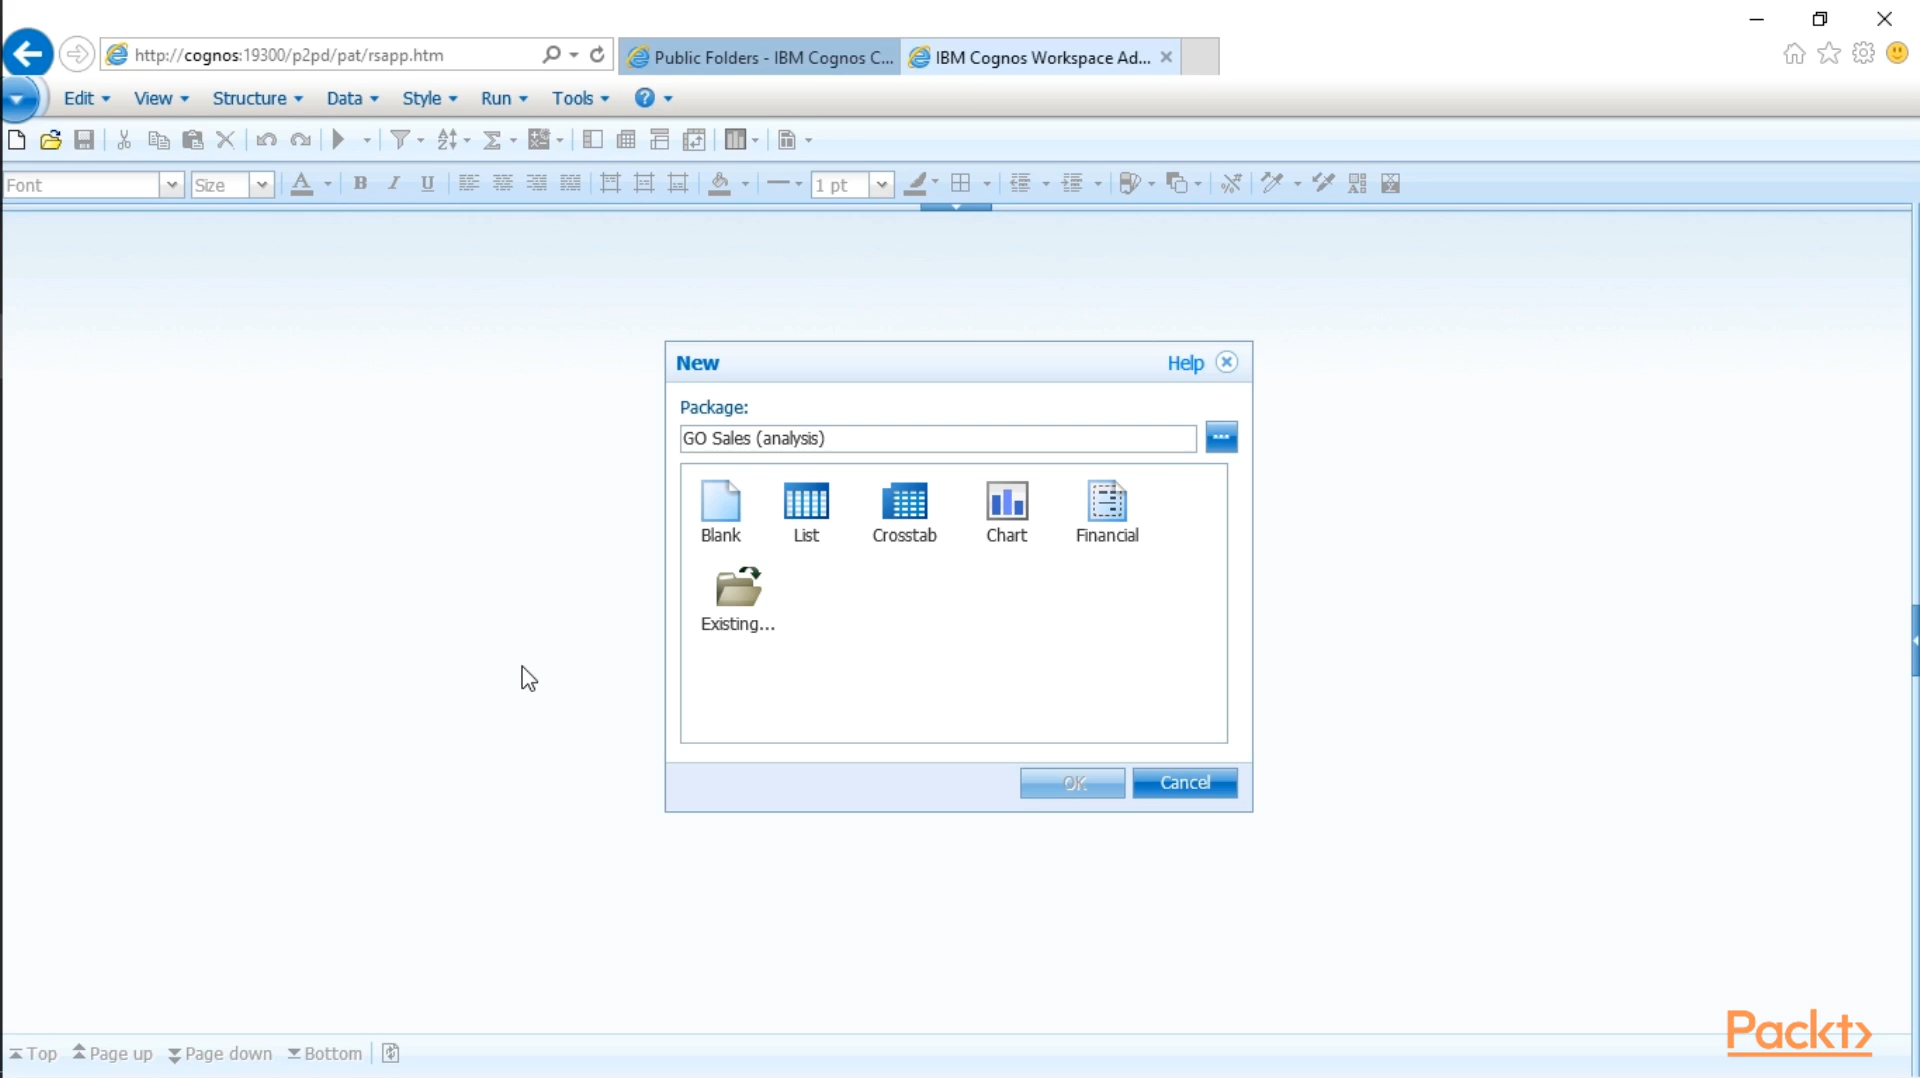 http://cognos:19300/p2pd/pat/rsapp.htm
Public Folders - IBM Cognos C...
IBM Cognos Workspace Ad...
Edit View Structure Data Style Run Tools
Font Size B I U 1 pt
New Help
Package:
GO Sales (analysis)
Blank List Crosstab Chart Financial
Existing...
OK Cancel
Top Page up Page down Bottom
Packt>